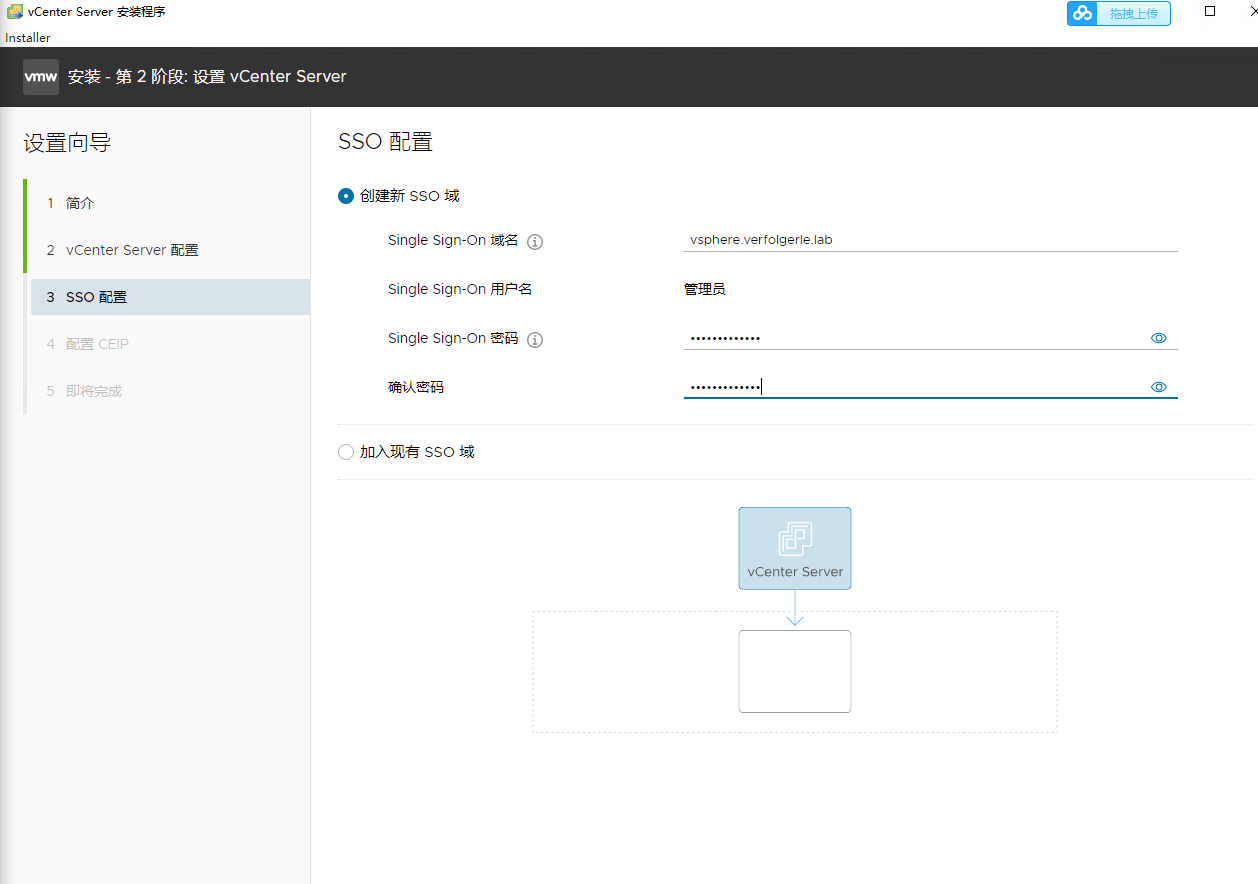 vCenter Server 安装程序
拖拽上传
Installer
vmw 安装 - 第 2 阶段: 设置 vCenter Server
设置向导
1 简介
2 vCenter Server 配置
3 SSO 配置
4 配置 CEIP
5 即将完成
SSO 配置
创建新 SSO 域
Single Sign-On 域名 vsphere.verfolgerle.lab
Single Sign-On 用户名 管理员
Single Sign-On 密码 •••••••••••••
确认密码 •••••••••••••
加入现有 SSO 域
vCenter Server